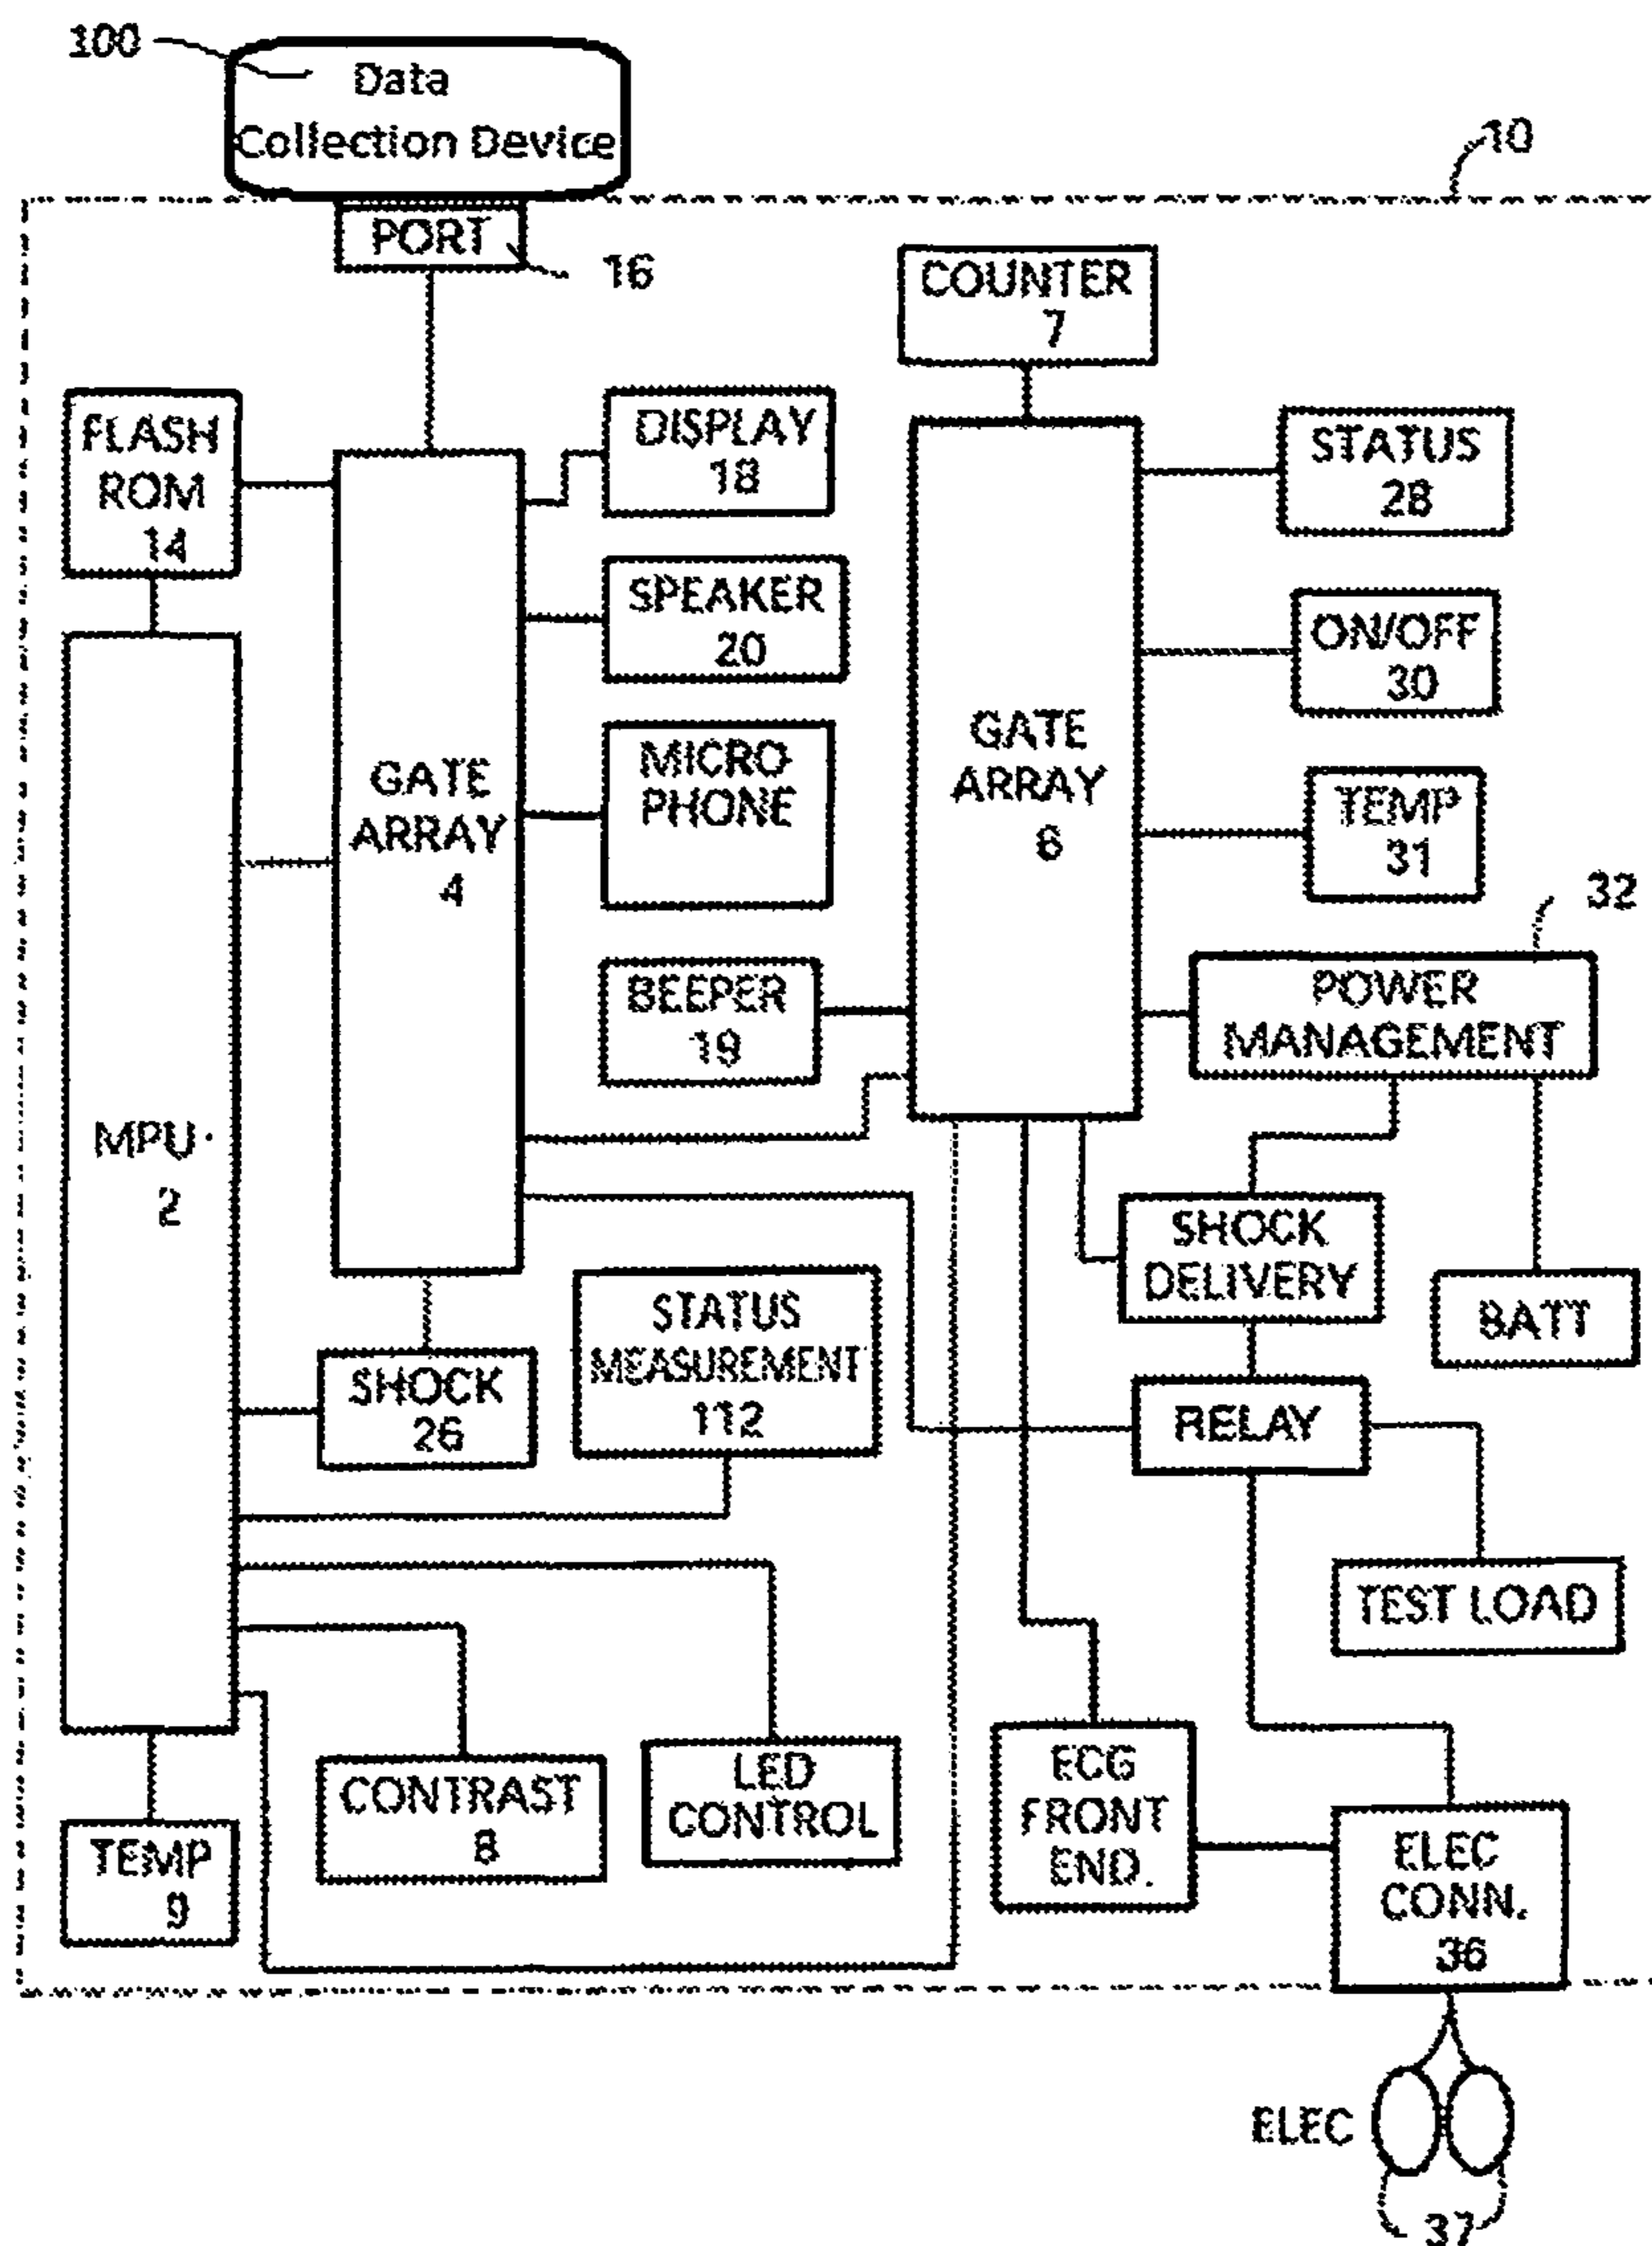 100
Data
Collection Device
10
PORT
16
COUNTER
7
FLASH
ROM
14
DISPLAY
18
STATUS
28
SPEAKER
20
ON/OFF
30
GATE
ARRAY
4
MICRO
PHONE
GATE
ARRAY
6
TEMP
31
32
BEEPER
19
POWER
MANAGEMENT
MPU
2
SHOCK
DELIVERY
BATT
STATUS
MEASUREMENT
112
SHOCK
26
RELAY
TEST LOAD
CONTRAST
8
LED
CONTROL
ECG
FRONT
END.
TEMP
9
ELEC
CONN.
36
ELEC
37